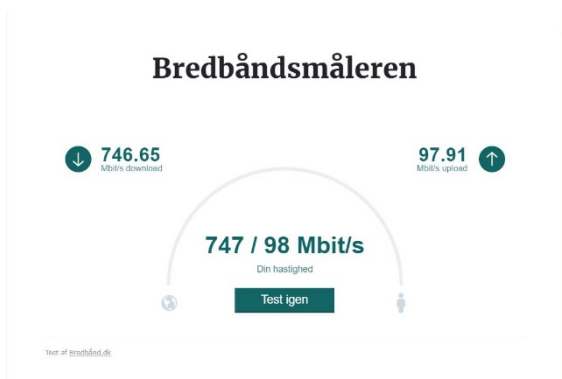 Bredbåndsmåleren
746.65
Mbit/s download
97.91
Mbit/s upload
747 / 98 Mbit/s
Din hastighed
Test igen
Test af Bredbånd.dk